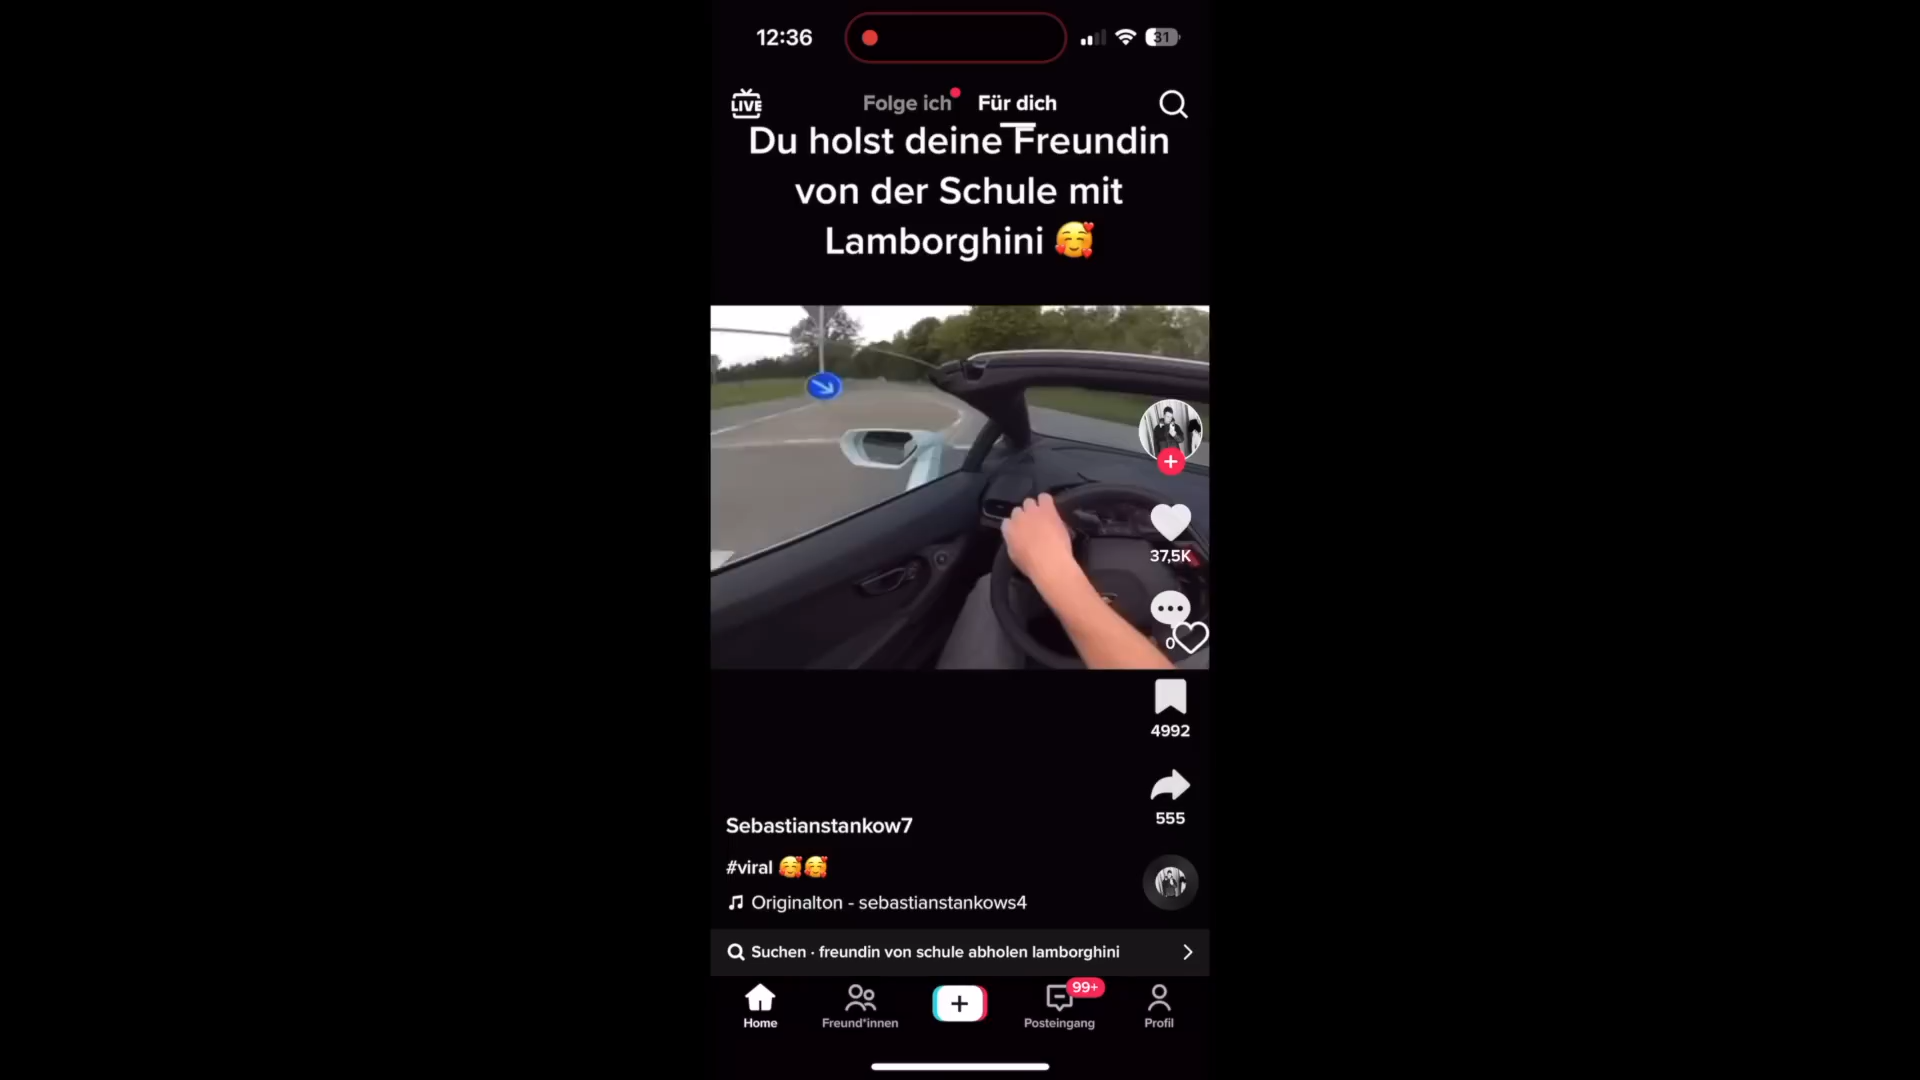 12:36
31
LIVE
Folge ich
Für dich
Du holst deine Freundin
von der Schule mit
Lamborghini 🥰
37,5K
0
4992
555
Sebastianstankow7
#viral 🥰🥰
Originalton - sebastianstankows4
Suchen · freundin von schule abholen lamborghini
99+
Home
Freund*innen
Posteingang
Profil